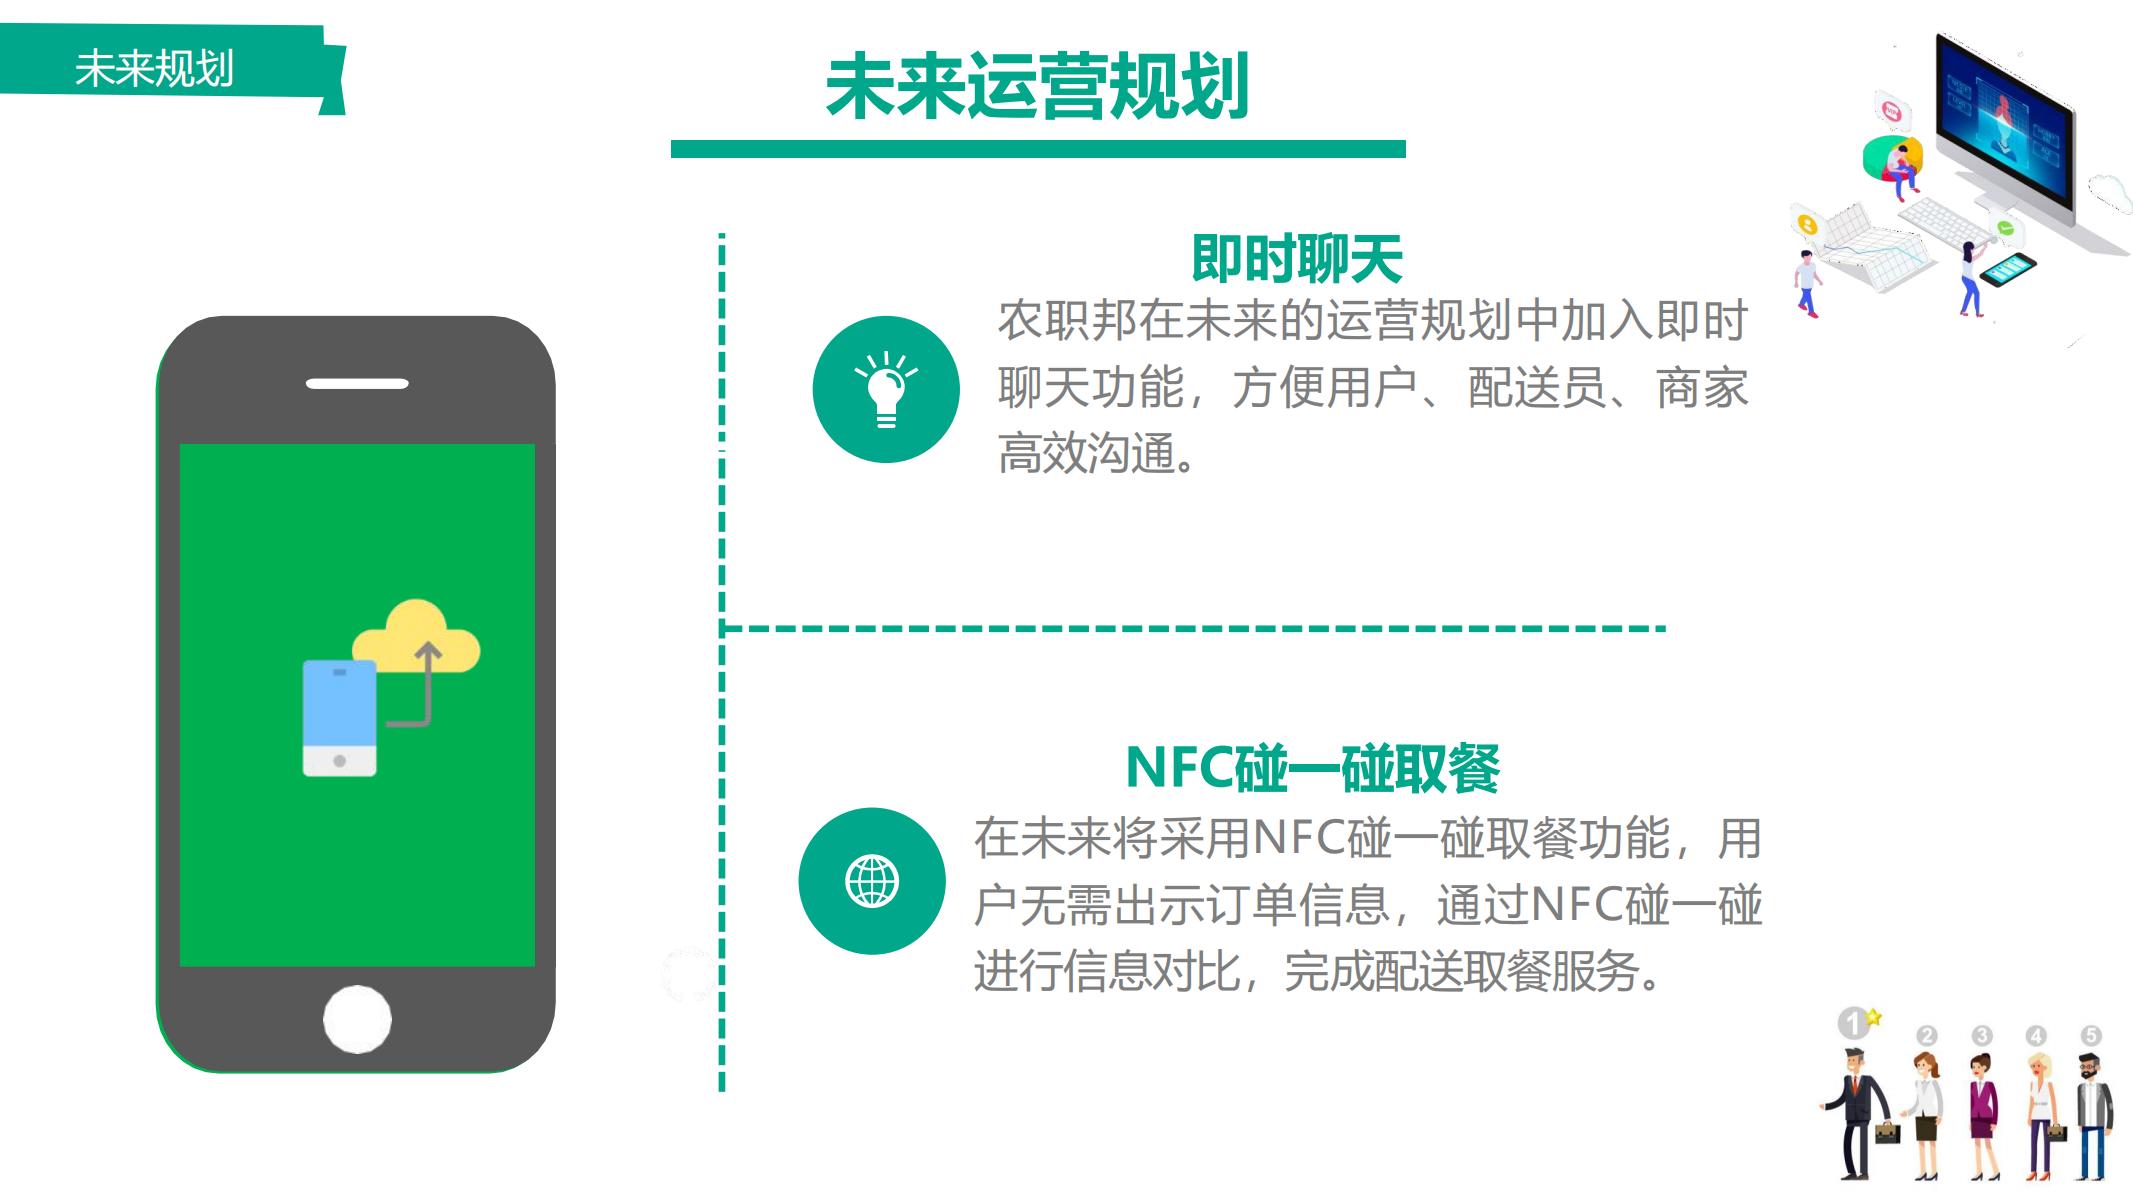 未来规划
未来运营规划
即时聊天
农职邦在未来的运营规划中加入即时
聊天功能，方便用户、配送员、商家
高效沟通。
NFC碰一碰取餐
在未来将采用NFC碰一碰取餐功能，用
户无需出示订单信息，通过NFC碰一碰
进行信息对比，完成配送取餐服务。
1
2
3
4
5